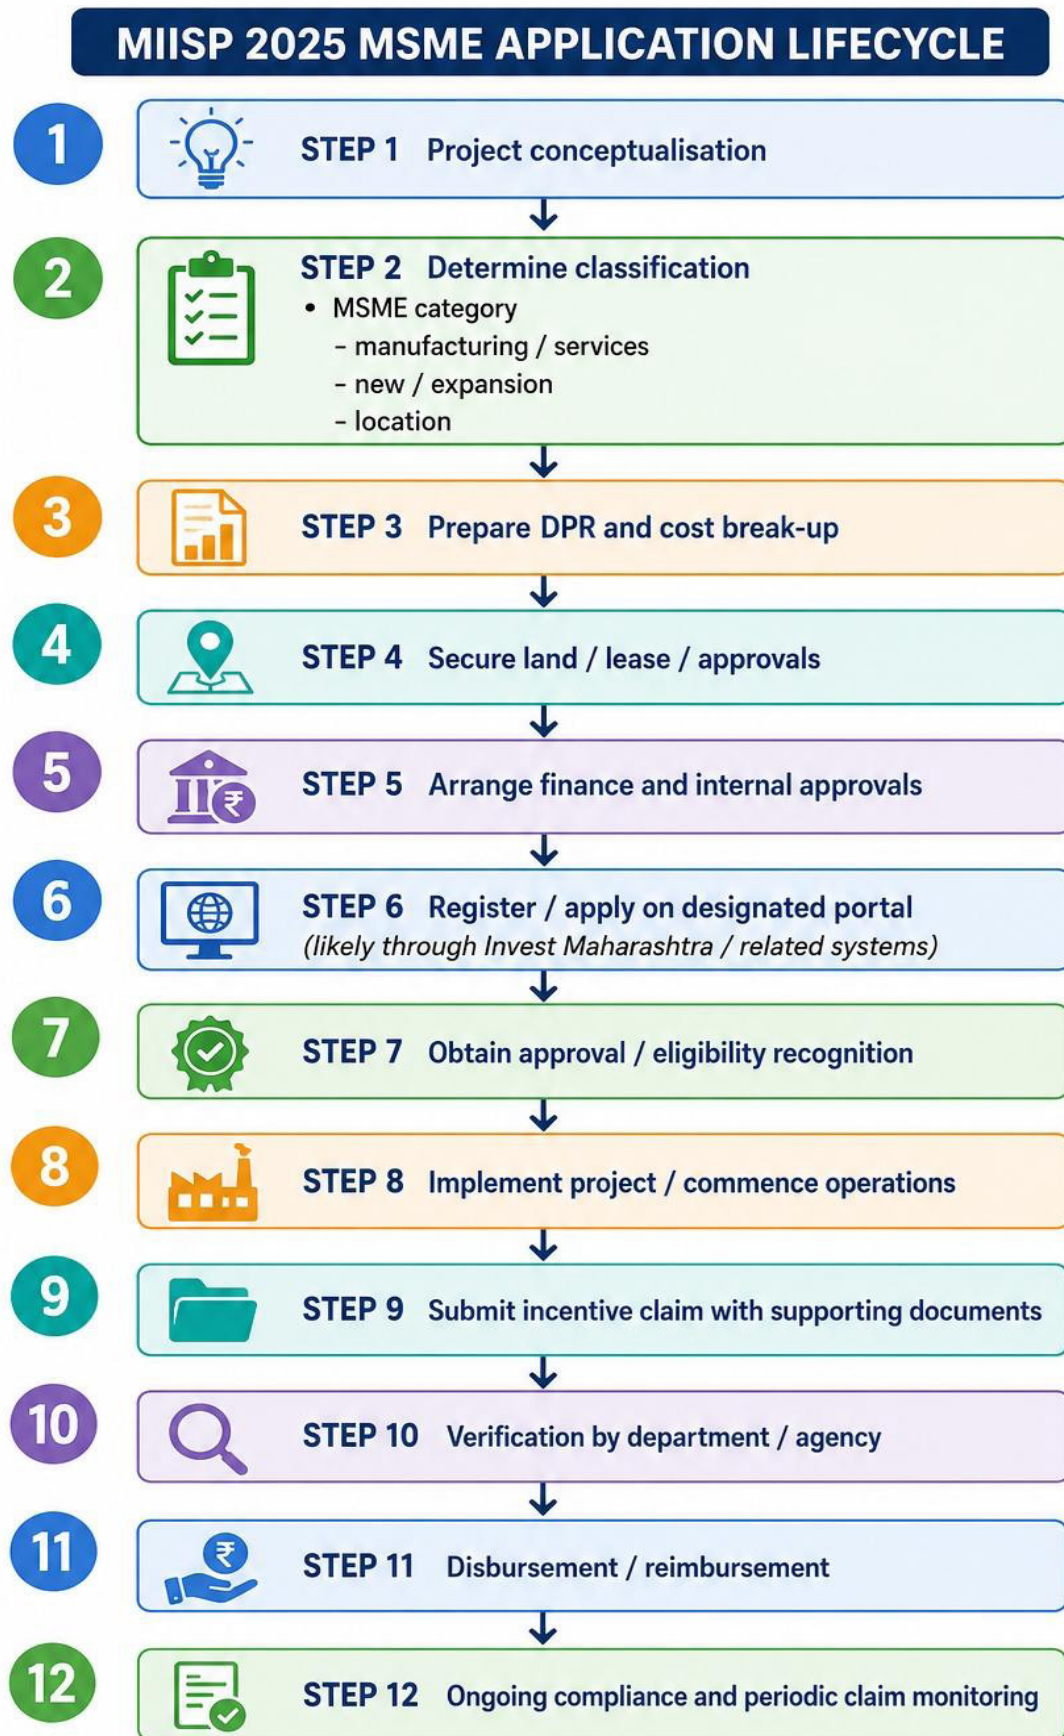 MIISP 2025 MSME APPLICATION LIFECYCLE
1
STEP 1 Project conceptualisation
2
STEP 2 Determine classification
• MSME category
– manufacturing / services
– new / expansion
– location
3
STEP 3 Prepare DPR and cost break-up
4
STEP 4 Secure land / lease / approvals
5
₹
STEP 5 Arrange finance and internal approvals
6
STEP 6 Register / apply on designated portal
(likely through Invest Maharashtra / related systems)
7
STEP 7 Obtain approval / eligibility recognition
8
STEP 8 Implement project / commence operations
9
STEP 9 Submit incentive claim with supporting documents
10
STEP 10 Verification by department / agency
11
₹
STEP 11 Disbursement / reimbursement
12
STEP 12 Ongoing compliance and periodic claim monitoring